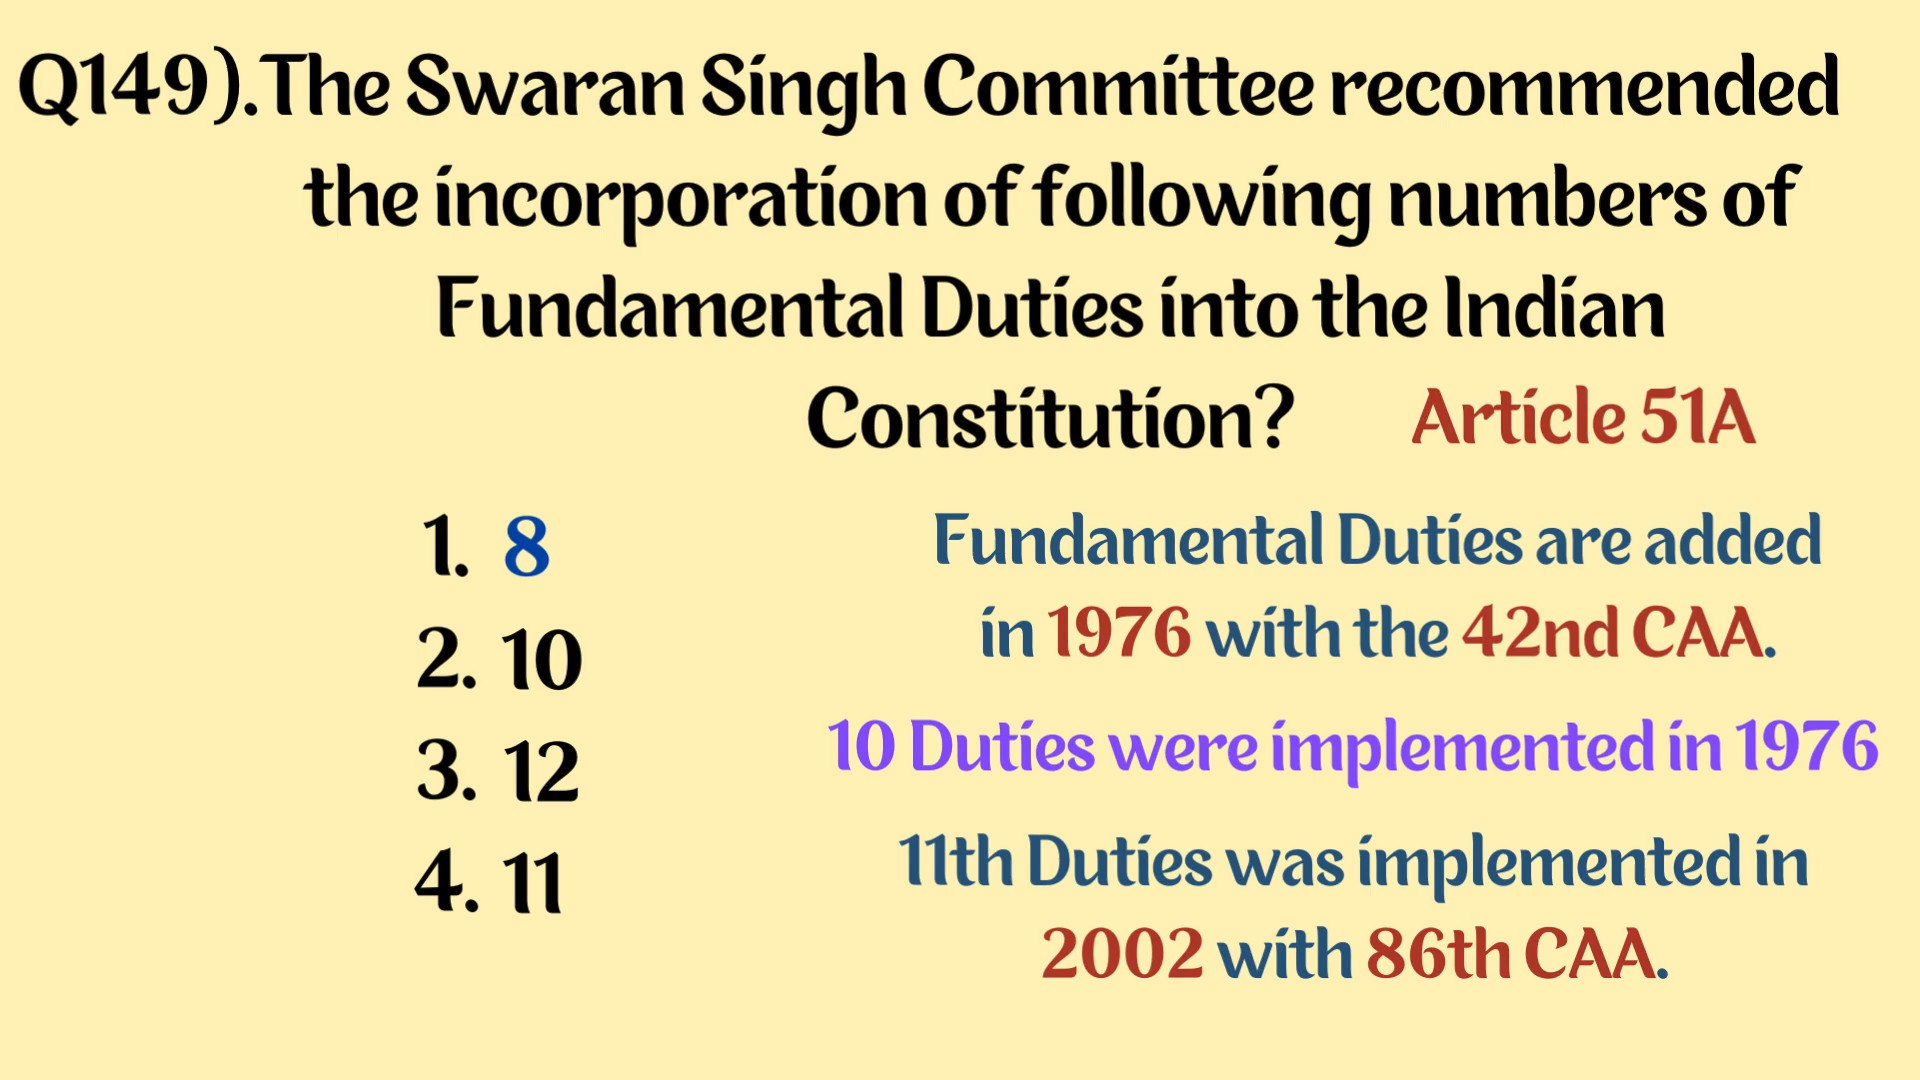 Q149).The Swaran Singh Committee recommended
the incorporation of following numbers of
Fundamental Duties into the Indian
Constitution? Article 51A
1. 8
2. 10
3. 12
4. 11
Fundamental Duties are added
in 1976 with the 42nd CAA.
10 Duties were implemented in 1976
11th Duties was implemented in
2002 with 86th CAA.